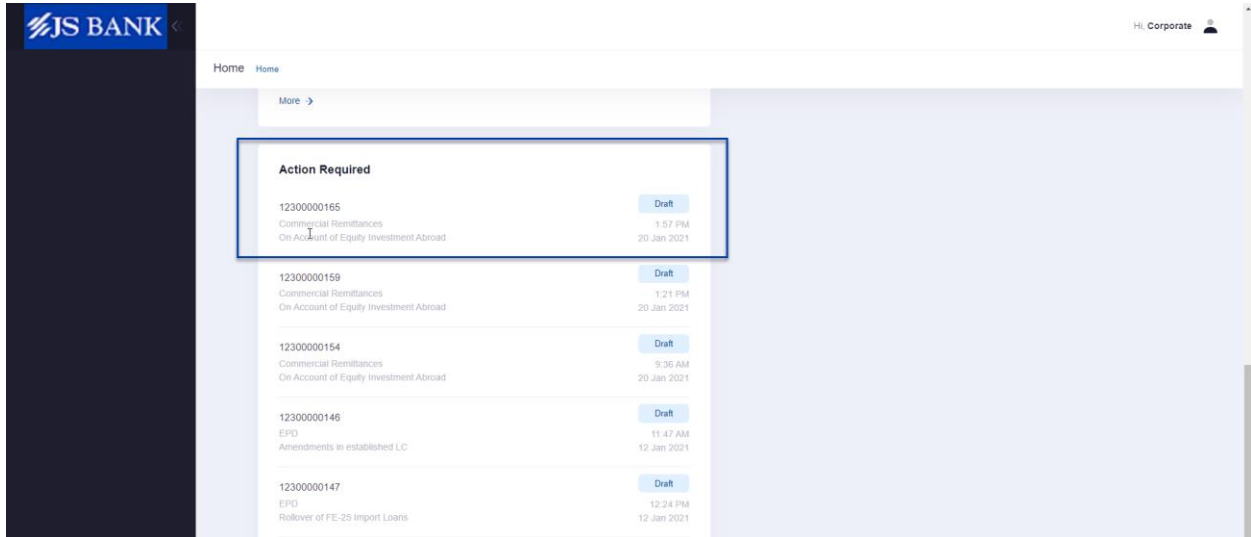 JS BANK
Hi, Corporate
Home Home
More
Action Required
12300000165 Draft
Commercial Remittances 1:57 PM
On Account of Equity Investment Abroad 20 Jan 2021
12300000159 Draft
Commercial Remittances 1:21 PM
On Account of Equity Investment Abroad 20 Jan 2021
12300000154 Draft
Commercial Remittances 9:36 AM
On Account of Equity Investment Abroad 20 Jan 2021
12300000146 Draft
EPD 11:47 AM
Amendments in established LC 12 Jan 2021
12300000147 Draft
EPD 12:24 PM
Rollover of FE-25 Import Loans 12 Jan 2021